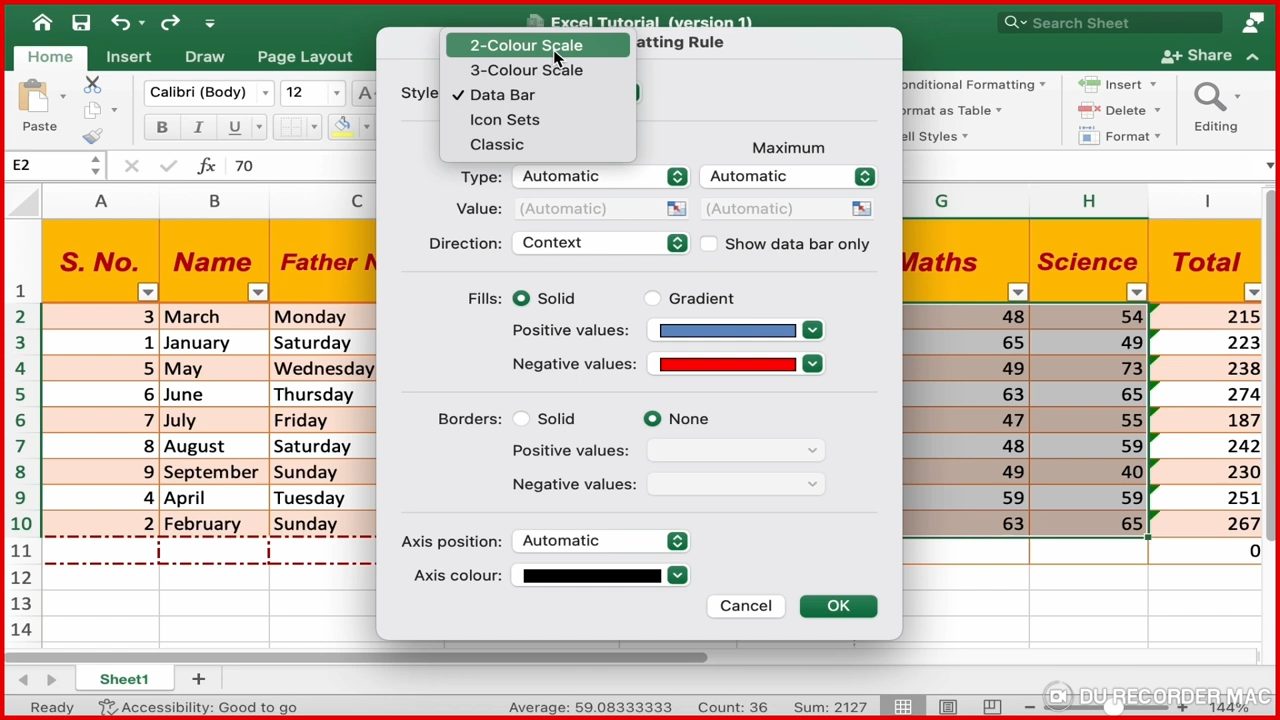 Excel Tutorial (version 1)
Search Sheet
Home Insert Draw Page Layout
Share
Paste
Calibri (Body) 12 A
B I U
Conditional Formatting
Format as Table
Cell Styles
Insert
Delete
Format
Editing
E2 fx 70
A B C G H I
1 S. No. Name Father N Maths Science Total
2 3 March Monday 48 54 215
3 1 January Saturday 65 49 223
4 5 May Wednesday 49 73 238
5 6 June Thursday 63 65 274
6 7 July Friday 47 55 187
7 8 August Saturday 48 59 242
8 9 September Sunday 49 40 230
9 4 April Tuesday 59 59 251
10 2 February Sunday 63 65 267
11 0
12
13
14
atting Rule
Style
2-Colour Scale
3-Colour Scale
✓ Data Bar
Icon Sets
Classic
Maximum
Type: Automatic Automatic
Value: (Automatic) (Automatic)
Direction: Context Show data bar only
Fills: Solid Gradient
Positive values:
Negative values:
Borders: Solid None
Positive values:
Negative values:
Axis position: Automatic
Axis colour:
Cancel OK
Sheet1 +
Ready Accessibility: Good to go Average: 59.08333333 Count: 36 Sum: 2127 144%
DU RECORDER MAC